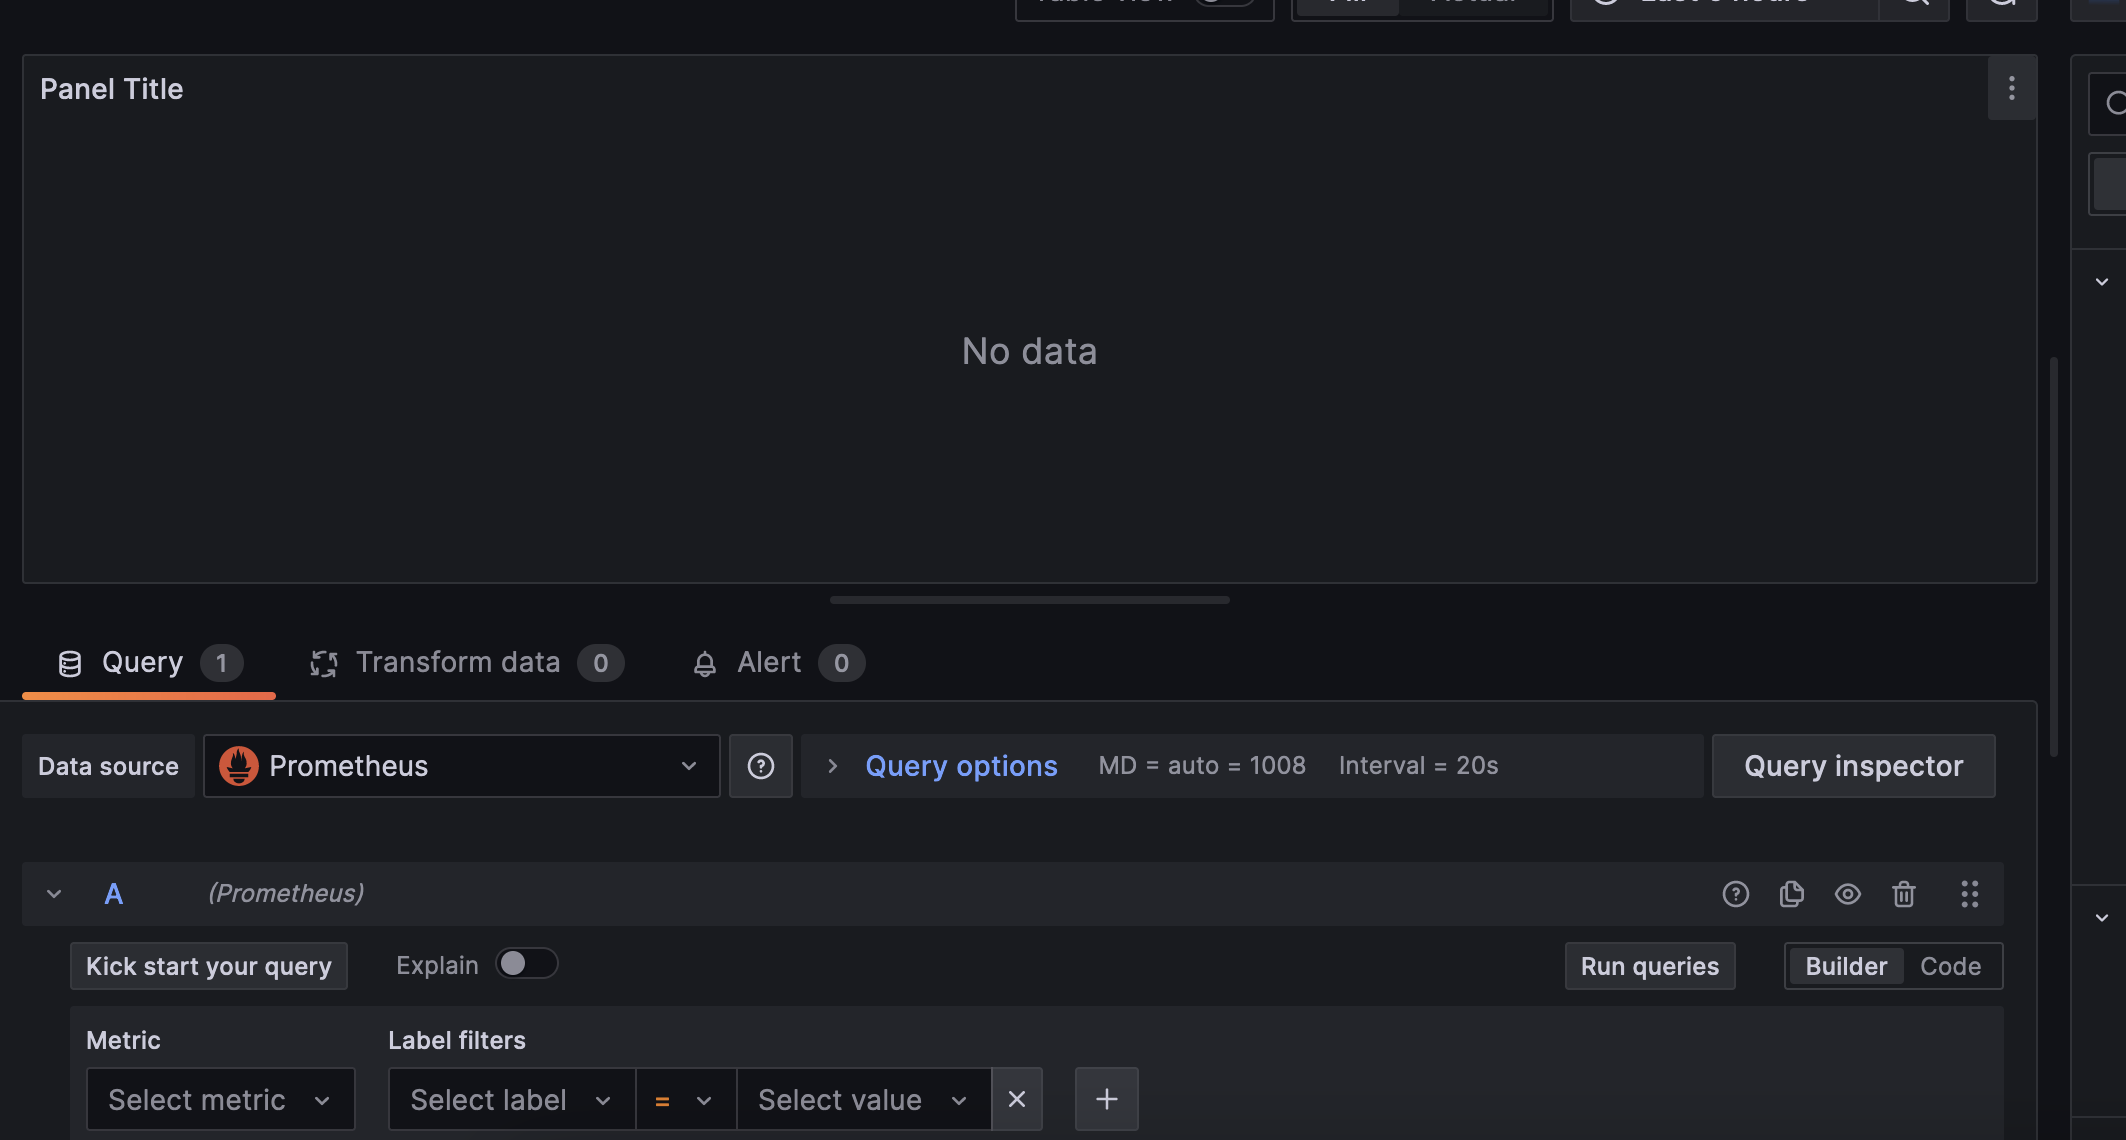 Panel Title
No data
Query 1 Transform data 0 Alert 0
Data source Prometheus Query options MD = auto = 1008 Interval = 20s Query inspector
A (Prometheus)
Kick start your query Explain Run queries Builder Code
Metric Label filters
Select metric Select label = Select value